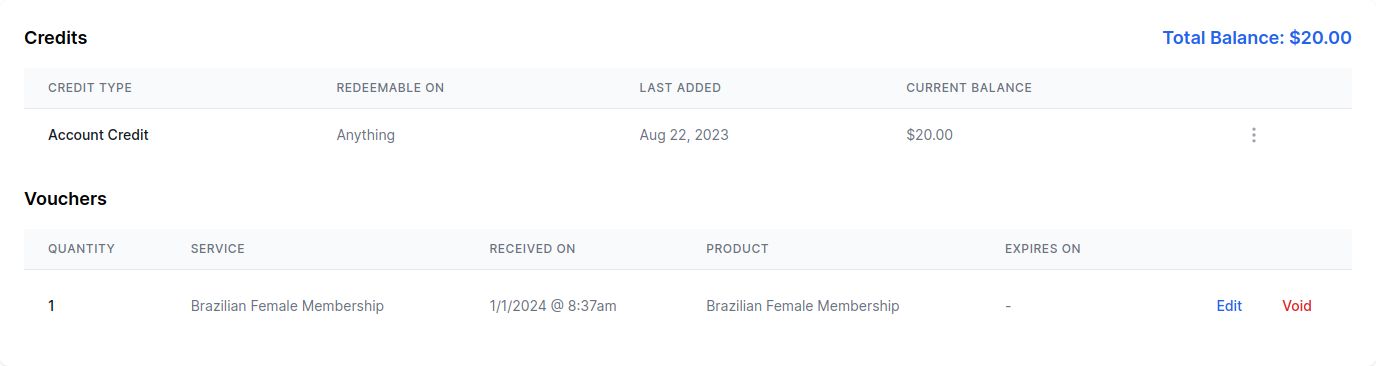 Credits Total Balance: $20.00
CREDIT TYPE REDEEMABLE ON LAST ADDED CURRENT BALANCE
Account Credit Anything Aug 22, 2023 $20.00
Vouchers
QUANTITY SERVICE RECEIVED ON PRODUCT EXPIRES ON
1 Brazilian Female Membership 1/1/2024 @ 8:37am Brazilian Female Membership - Edit Void